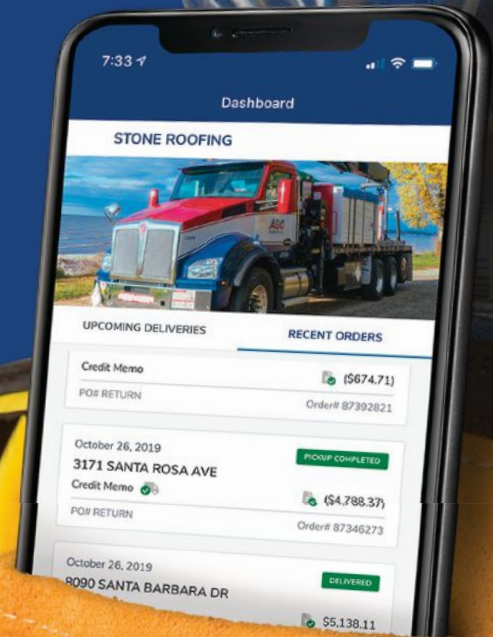 7:33
Dashboard
STONE ROOFING
ABC
UPCOMING DELIVERIES
RECENT ORDERS
Credit Memo
($674.71)
PO# RETURN
Order# 87392821
October 26, 2019
PICKUP COMPLETED
3171 SANTA ROSA AVE
Credit Memo
($4,788.37)
PO# RETURN
Order# 87346273
October 26, 2019
DELIVERED
8090 SANTA BARBARA DR
$5,138.11